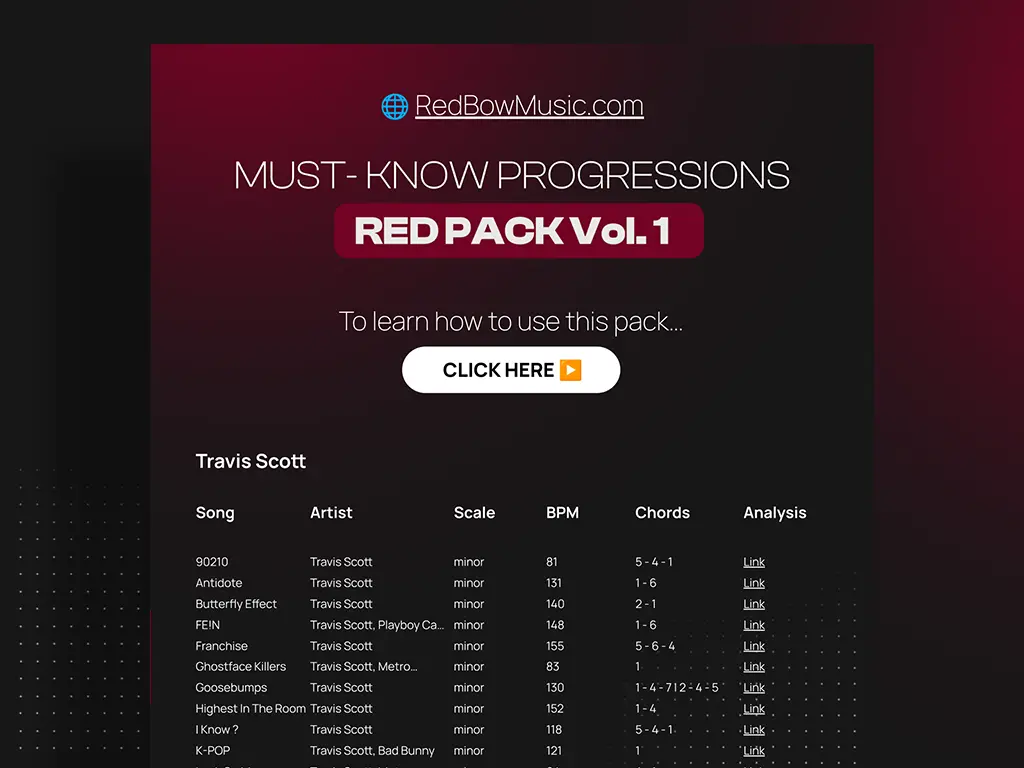 RedBowMusic.com
MUST- KNOW PROGRESSIONS
RED PACK Vol. 1
To learn how to use this pack...
CLICK HERE
Travis Scott
Song Artist Scale BPM Chords Analysis
90210 Travis Scott minor 81 5 - 4 - 1 Link
Antidote Travis Scott minor 131 1 - 6 Link
Butterfly Effect Travis Scott minor 140 2 - 1 Link
FE!N Travis Scott, Playboy Ca... minor 148 1 - 6 Link
Franchise Travis Scott minor 155 5 - 6 - 4 Link
Ghostface Killers Travis Scott, Metro... minor 83 1 Link
Goosebumps Travis Scott minor 130 1 - 4 - 7 | 2 - 4 - 5 Link
Highest In The Room Travis Scott minor 152 1 - 4 Link
I Know ? Travis Scott minor 118 5 - 4 - 1 Link
K-POP Travis Scott, Bad Bunny minor 121 1 Link